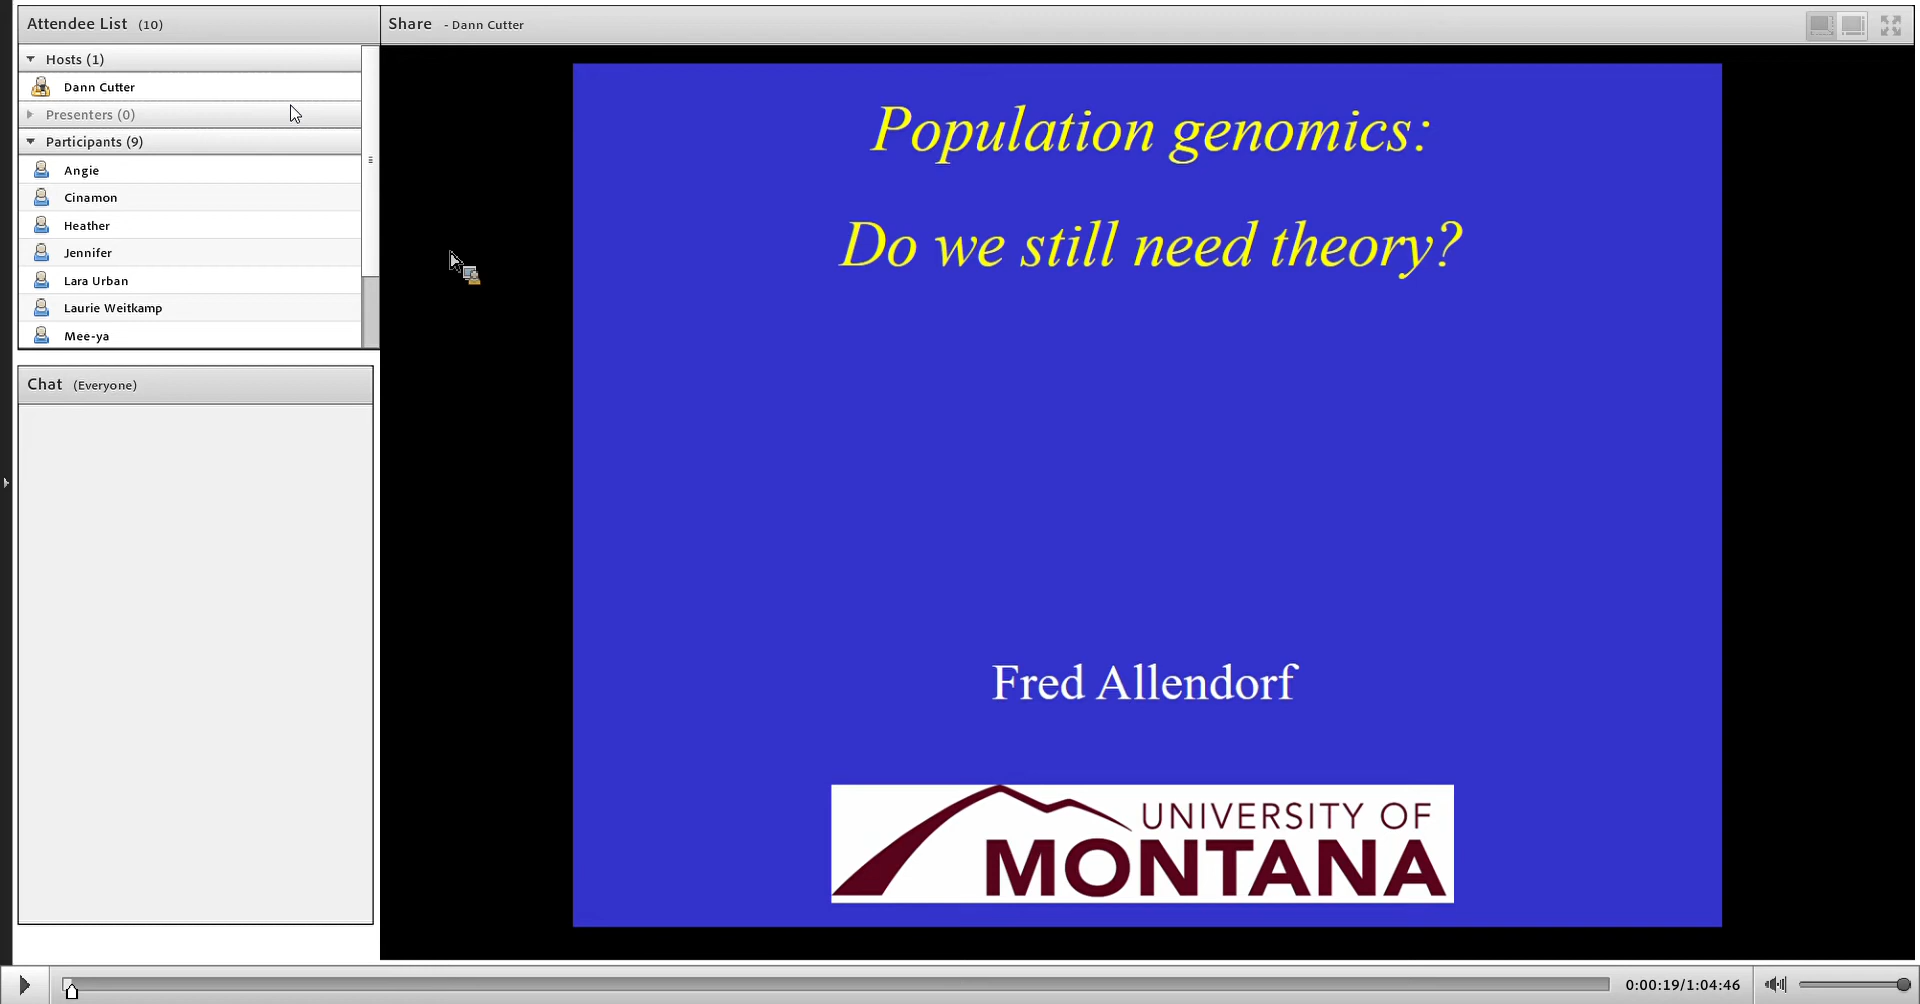 Attendee List (10)
Hosts (1)
Dann Cutter
Presenters (0)
Participants (9)
Angie
Cinamon
Heather
Jennifer
Lara Urban
Laurie Weitkamp
Mee-ya
Chat (Everyone)
Share - Dann Cutter
Population genomics:
Do we still need theory?
Fred Allendorf
UNIVERSITY OF
MONTANA
0:00:19/1:04:46